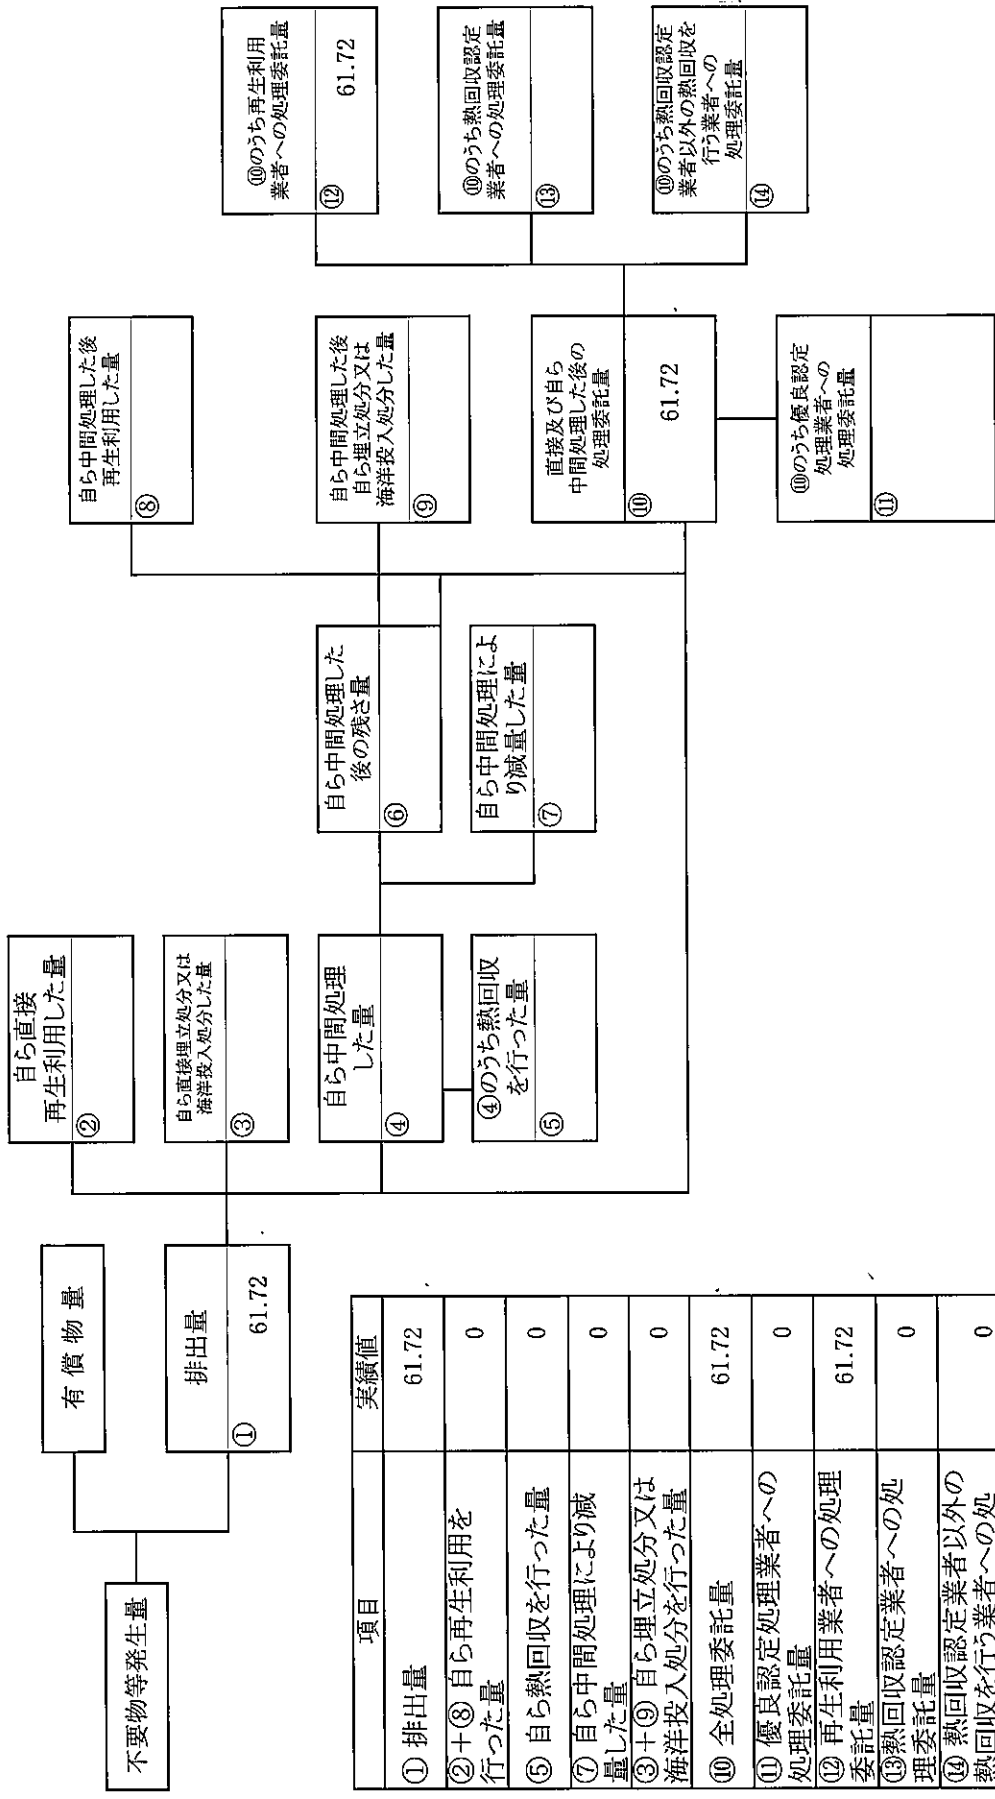 不要物等発生量
有償物量
排出量
①
61.72
自ら直接
再生利用した量
②
自ら直接埋立処分又は
海洋投入処分した量
③
自ら中間処理
した量
④
④のうち熱回収
を行った量
⑤
自ら中間処理した
後の残さ量
⑥
自ら中間処理によ
り減量した量
⑦
自ら中間処理した後
再生利用した量
⑧
自ら中間処理した後
自ら埋立処分又は
海洋投入処分した量
⑨
直接及び自ら
中間処理した後の
処理委託量
⑩
61.72
⑩のうち優良認定
処理業者への
処理委託量
⑪
⑩のうち再生利用
業者への処理委託量
⑫
61.72
⑩のうち熱回収認定
業者への処理委託量
⑬
⑩のうち熱回収認定
業者以外の熱回収を
行う業者への
処理委託量
⑭
項目 実績値
① 排出量 61.72
②+⑧ 自ら再生利用を
行った量 0
⑤ 自ら熱回収を行った量 0
⑦ 自ら中間処理により減
量した量 0
③+⑨ 自ら埋立処分又は
海洋投入処分を行った量 0
⑩ 全処理委託量 61.72
⑪ 優良認定処理業者への
処理委託量 0
⑫ 再生利用業者への処理
委託量 61.72
⑬熱回収認定業者への処
理委託量 0
⑭ 熱回収認定業者以外の
熱回収を行う業者への処 0